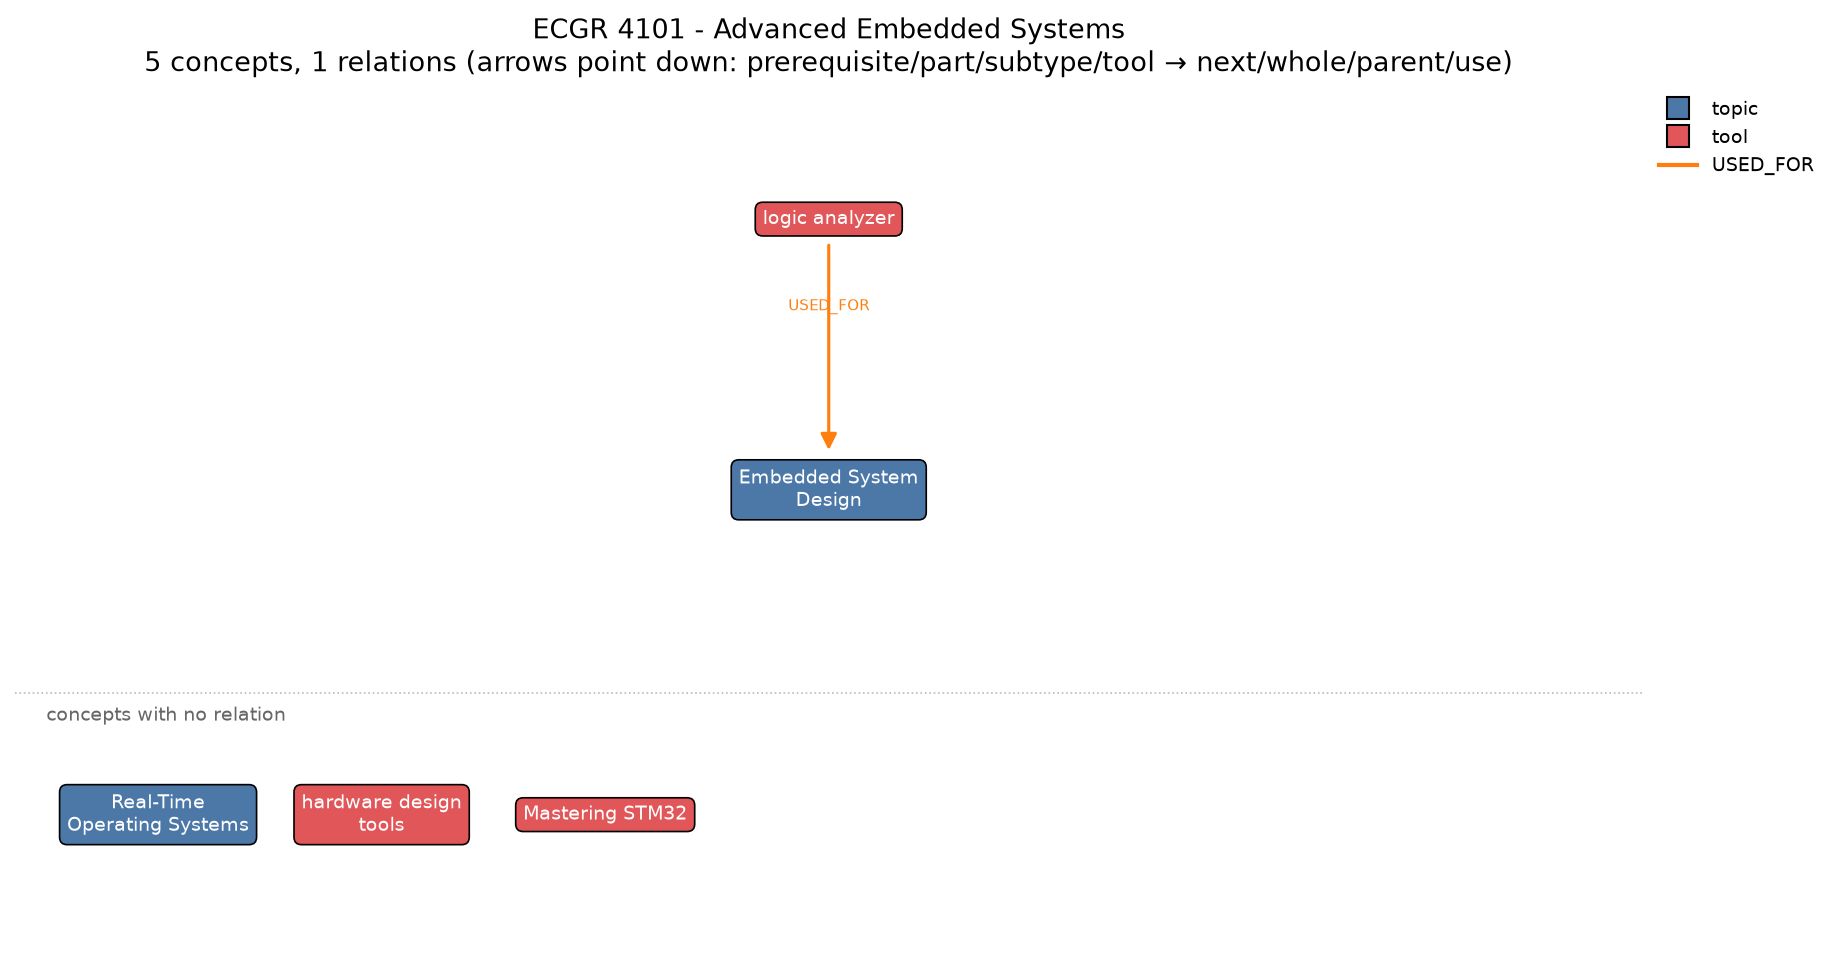 ECGR 4101 - Advanced Embedded Systems
5 concepts, 1 relations (arrows point down: prerequisite/part/subtype/tool → next/whole/parent/use)
topic
tool
USED_FOR
logic analyzer
USED_FOR
Embedded System
Design
concepts with no relation
Real-Time
Operating Systems
hardware design
tools
Mastering STM32